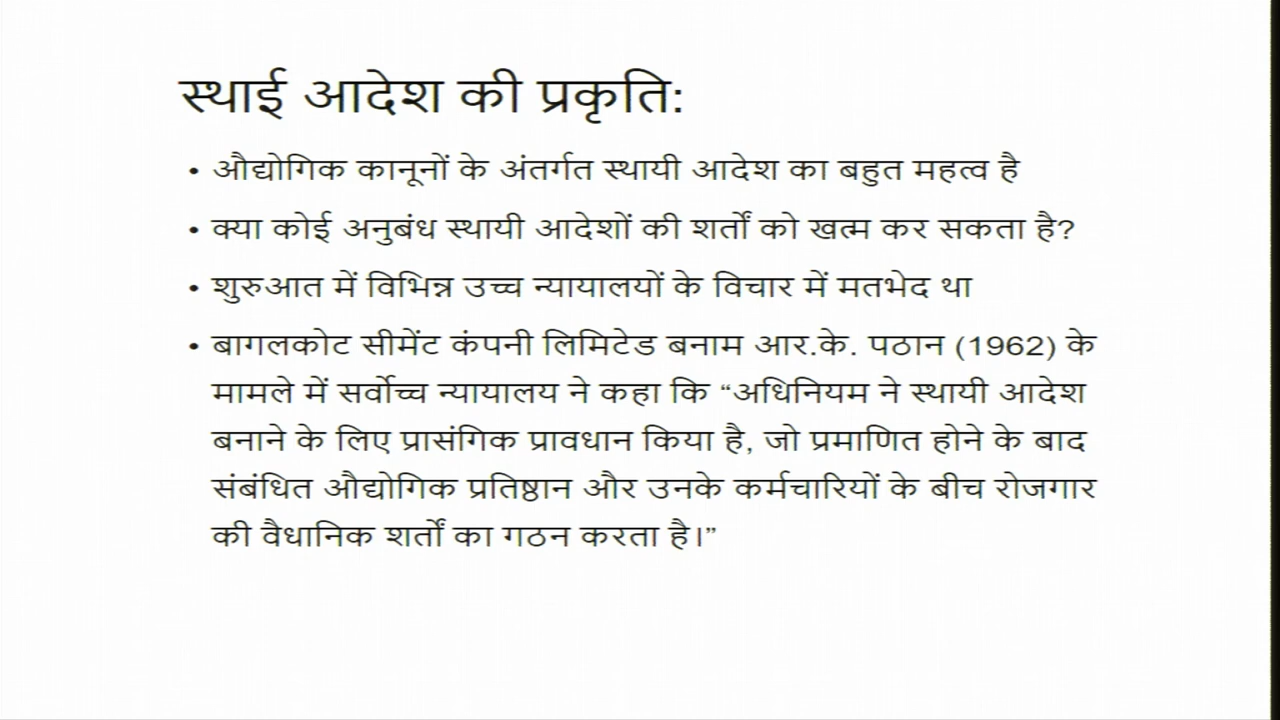 स्थाई आदेश की प्रकृति:
• औद्योगिक कानूनों के अंतर्गत स्थायी आदेश का बहुत महत्व है
• क्या कोई अनुबंध स्थायी आदेशों की शर्तों को खत्म कर सकता है?
• शुरुआत में विभिन्न उच्च न्यायालयों के विचार में मतभेद था
• बागलकोट सीमेंट कंपनी लिमिटेड बनाम आर.के. पठान (1962) के
मामले में सर्वोच्च न्यायालय ने कहा कि “अधिनियम ने स्थायी आदेश
बनाने के लिए प्रासंगिक प्रावधान किया है, जो प्रमाणित होने के बाद
संबंधित औद्योगिक प्रतिष्ठान और उनके कर्मचारियों के बीच रोजगार
की वैधानिक शर्तों का गठन करता है।”